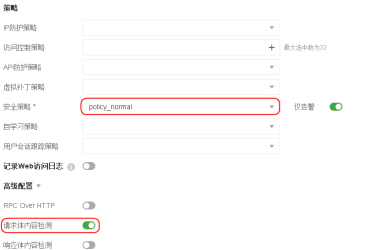 策略
IP防护策略
访问控制策略 最大选中数为32
API防护策略
虚拟补丁策略
安全策略 * policy_normal 仅告警
自学习策略
用户会话跟踪策略
记录Web访问日志
高级配置
RPC Over HTTP
请求体内容检测
响应体内容检测